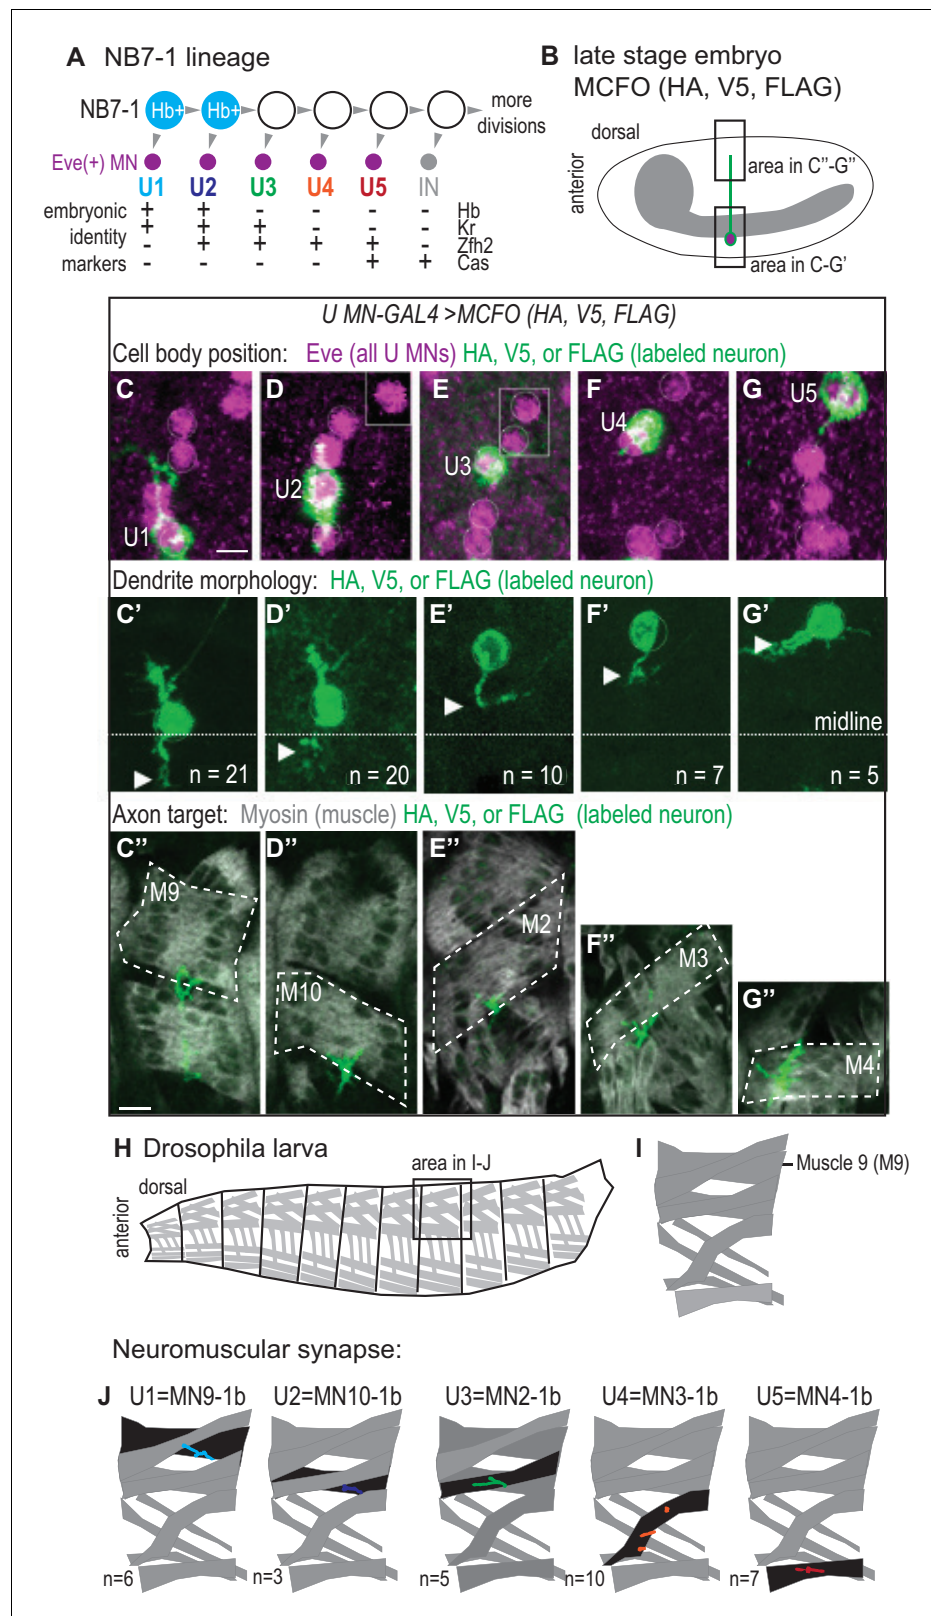 A NB7-1 lineage
NB7-1
Hb+
Hb+
more
divisions
Eve(+) MN
U1 U2 U3 U4 U5 IN
embryonic
identity
markers
+ + - - - - Hb
+ + + - - - Kr
- + + + + - Zfh2
- - - - + + Cas
B late stage embryo
MCFO (HA, V5, FLAG)
dorsal
anterior
area in C"-G"
area in C-G'
U MN-GAL4 >MCFO (HA, V5, FLAG)
Cell body position: Eve (all U MNs) HA, V5, or FLAG (labeled neuron)
C D E F G
U1 U2 U3 U4 U5
Dendrite morphology: HA, V5, or FLAG (labeled neuron)
C' D' E' F' G'
midline
n = 21 n = 20 n = 10 n = 7 n = 5
Axon target: Myosin (muscle) HA, V5, or FLAG (labeled neuron)
C" D" E" F" G"
M9 M10 M2 M3 M4
H Drosophila larva
dorsal
anterior
area in I-J
I
Muscle 9 (M9)
Neuromuscular synapse:
J U1=MN9-1b U2=MN10-1b U3=MN2-1b U4=MN3-1b U5=MN4-1b
n=6 n=3 n=5 n=10 n=7